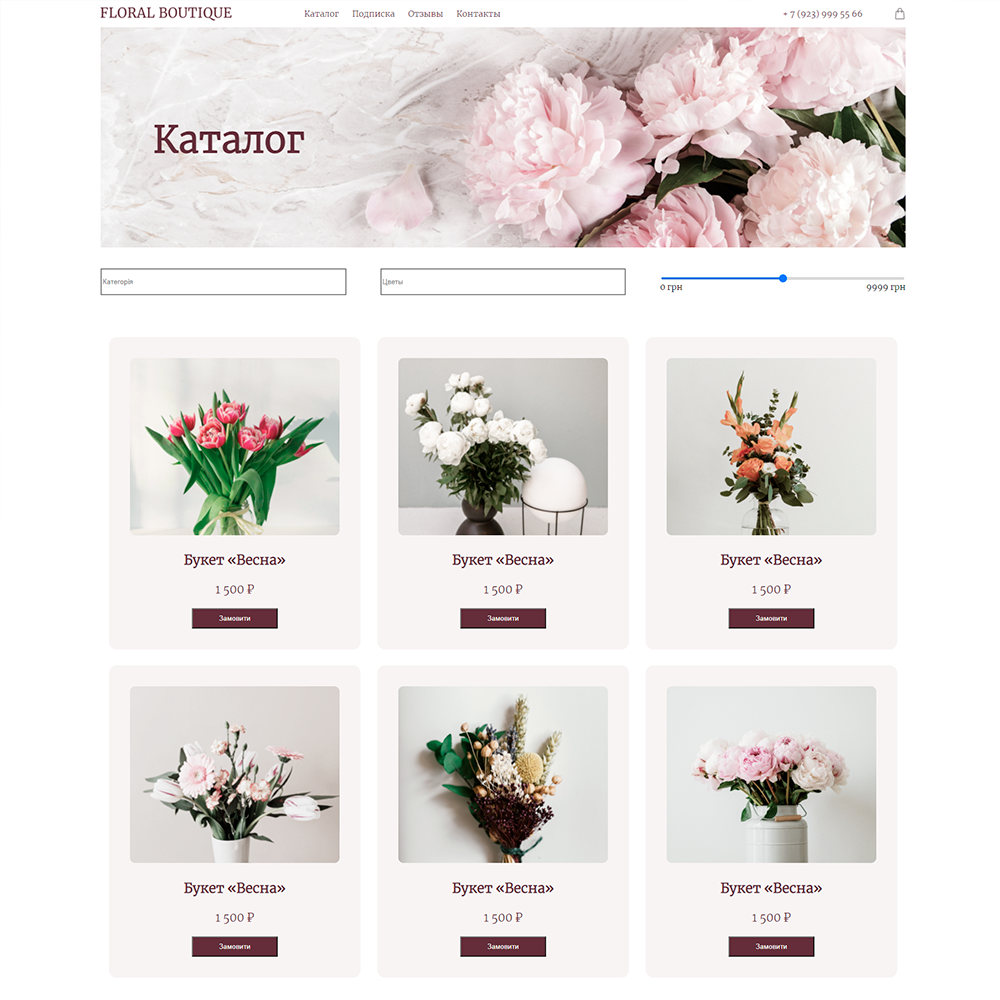 FLORAL BOUTIQUE
Каталог Подписка Отзывы Контакты
+ 7 (923) 999 55 66
Каталог
Категорія
Цветы
0 грн
9999 грн
Букет «Весна»
1 500 ₽
Замовити
Букет «Весна»
1 500 ₽
Замовити
Букет «Весна»
1 500 ₽
Замовити
Букет «Весна»
1 500 ₽
Замовити
Букет «Весна»
1 500 ₽
Замовити
Букет «Весна»
1 500 ₽
Замовити